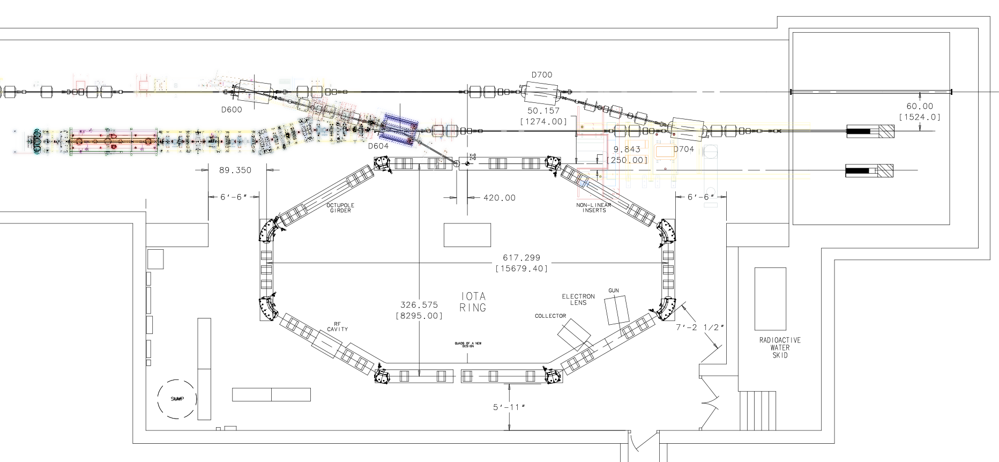 D700
D600
50.157
[1274.00]
60.00
[1524.0]
D604
9.843
[250.00]
D704
X=0
Z=0
89.350
6'-6"
420.00
6'-6"
OCTUPOLE
GIRDER
NON-LINEAR
INSERTS
617.299
[15679.40]
IOTA
RING
326.575
[8295.00]
ELECTRON
LENS
GUN
COLLECTOR
RF
CAVITY
7'-2 1/2"
QUADS OF A NEW
DESIGN
RADIOACTIVE
WATER
SKID
SUMP
5'-11"